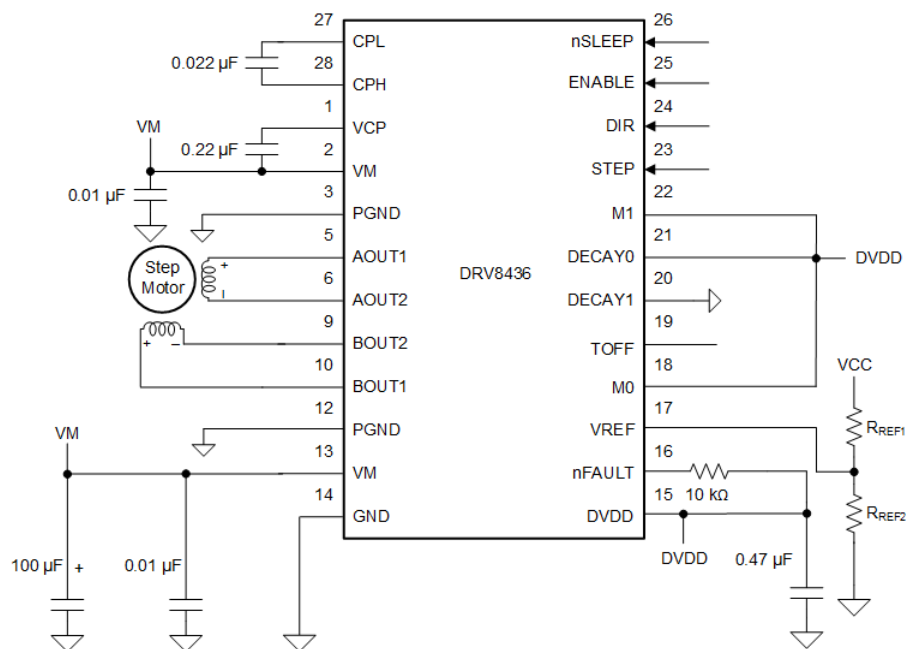 27
CPL
nSLEEP
26
0.022 µF
28
CPH
ENABLE
25
1
VCP
DIR
24
VM
0.22 µF
2
VM
STEP
23
0.01 µF
3
PGND
M1
22
5
AOUT1
DECAY0
21
DVDD
Step
Motor
+
6
AOUT2
DRV8436
DECAY1
20
–
9
BOUT2
TOFF
19
+
–
10
BOUT1
M0
18
VCC
12
PGND
VREF
17
RREF1
VM
13
VM
nFAULT
16
10 kΩ
14
GND
DVDD
15
RREF2
DVDD
100 µF
+
0.01 µF
0.47 µF